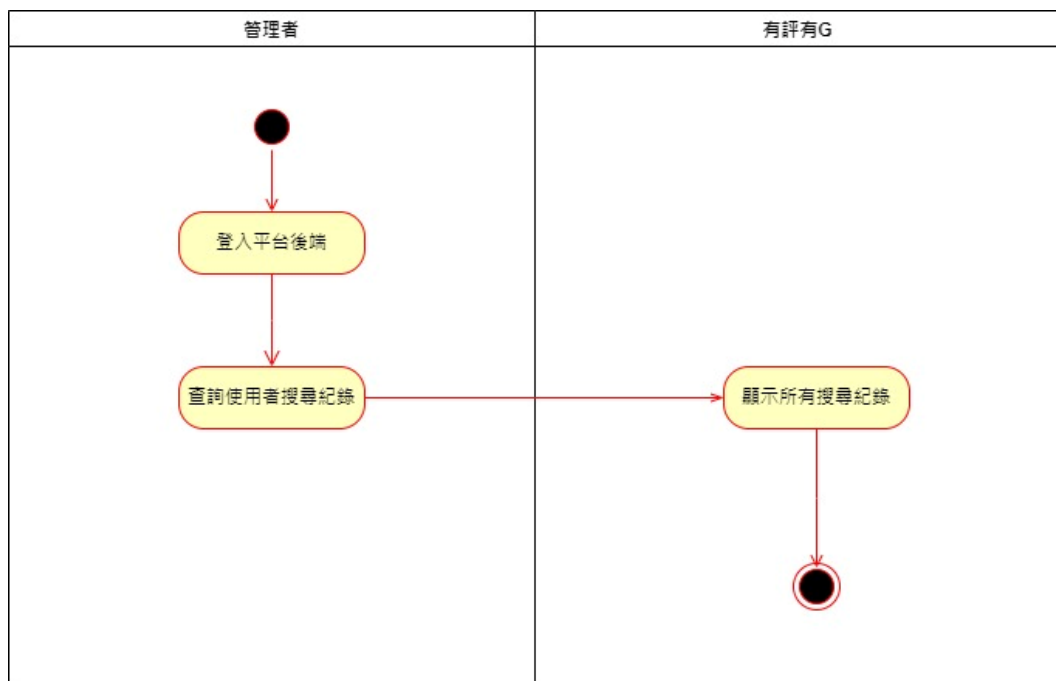 管理者
有評有G
登入平台後端
查詢使用者搜尋紀錄
顯示所有搜尋紀錄